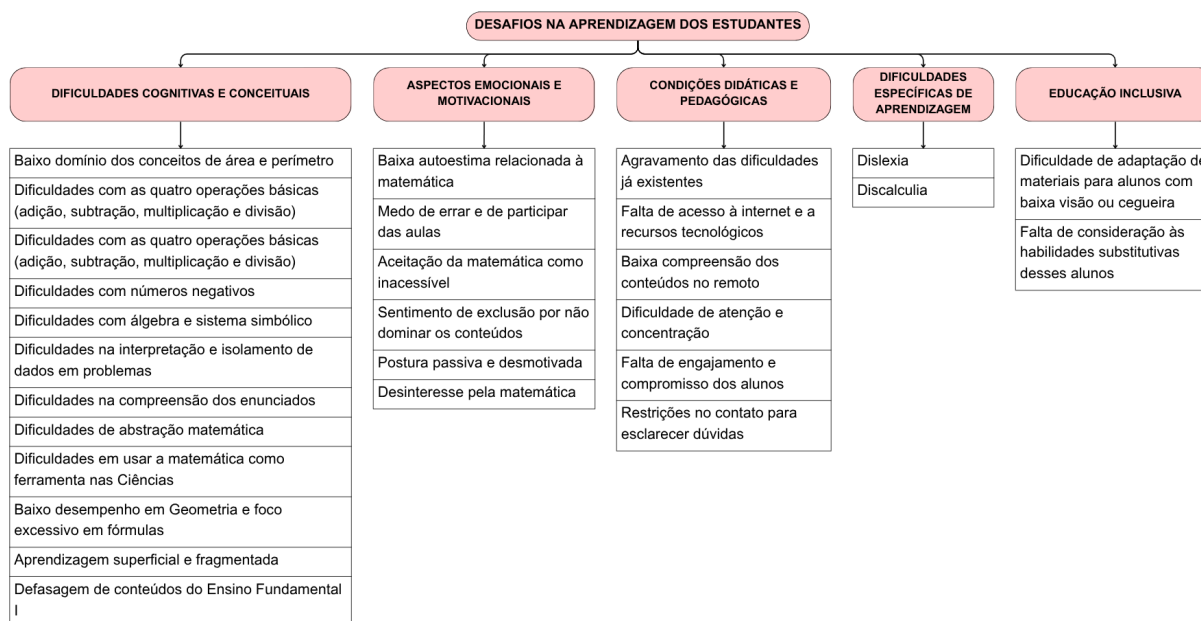 DESAFIOS NA APRENDIZAGEM DOS ESTUDANTES
DIFICULDADES COGNITIVAS E CONCEITUAIS
Baixo domínio dos conceitos de área e perímetro
Dificuldades com as quatro operações básicas
(adição, subtração, multiplicação e divisão)
Dificuldades com as quatro operações básicas
(adição, subtração, multiplicação e divisão)
Dificuldades com números negativos
Dificuldades com álgebra e sistema simbólico
Dificuldades na interpretação e isolamento de
dados em problemas
Dificuldades na compreensão dos enunciados
Dificuldades de abstração matemática
Dificuldades em usar a matemática como
ferramenta nas Ciências
Baixo desempenho em Geometria e foco
excessivo em fórmulas
Aprendizagem superficial e fragmentada
Defasagem de conteúdos do Ensino Fundamental
I
ASPECTOS EMOCIONAIS E
MOTIVACIONAIS
Baixa autoestima relacionada à
matemática
Medo de errar e de participar
das aulas
Aceitação da matemática como
inacessível
Sentimento de exclusão por não
dominar os conteúdos
Postura passiva e desmotivada
Desinteresse pela matemática
CONDIÇÕES DIDÁTICAS E
PEDAGÓGICAS
Agravamento das dificuldades
já existentes
Falta de acesso à internet e a
recursos tecnológicos
Baixa compreensão dos
conteúdos no remoto
Dificuldade de atenção e
concentração
Falta de engajamento e
compromisso dos alunos
Restrições no contato para
esclarecer dúvidas
DIFICULDADES
ESPECÍFICAS DE
APRENDIZAGEM
Dislexia
Discalculia
EDUCAÇÃO INCLUSIVA
Dificuldade de adaptação de
materiais para alunos com
baixa visão ou cegueira
Falta de consideração às
habilidades substitutivas
desses alunos